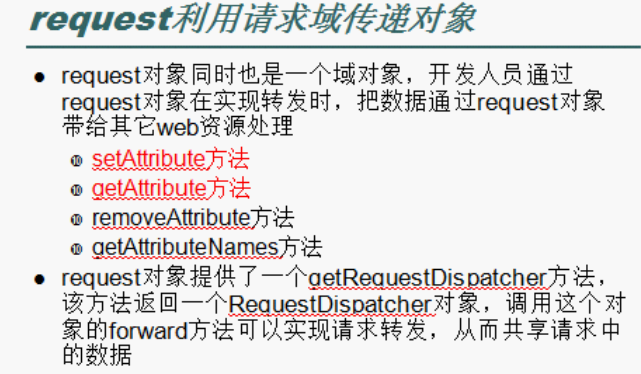 request利用请求域传递对象
request对象同时也是一个域对象，开发人员通过
request对象在实现转发时，把数据通过request对象
带给其它web资源处理
setAttribute方法
getAttribute方法
removeAttribute方法
getAttributeNames方法
request对象提供了一个getRequestDispatcher方法，
该方法返回一个RequestDispatcher对象，调用这个对
象的forward方法可以实现请求转发，从而共享请求中
的数据